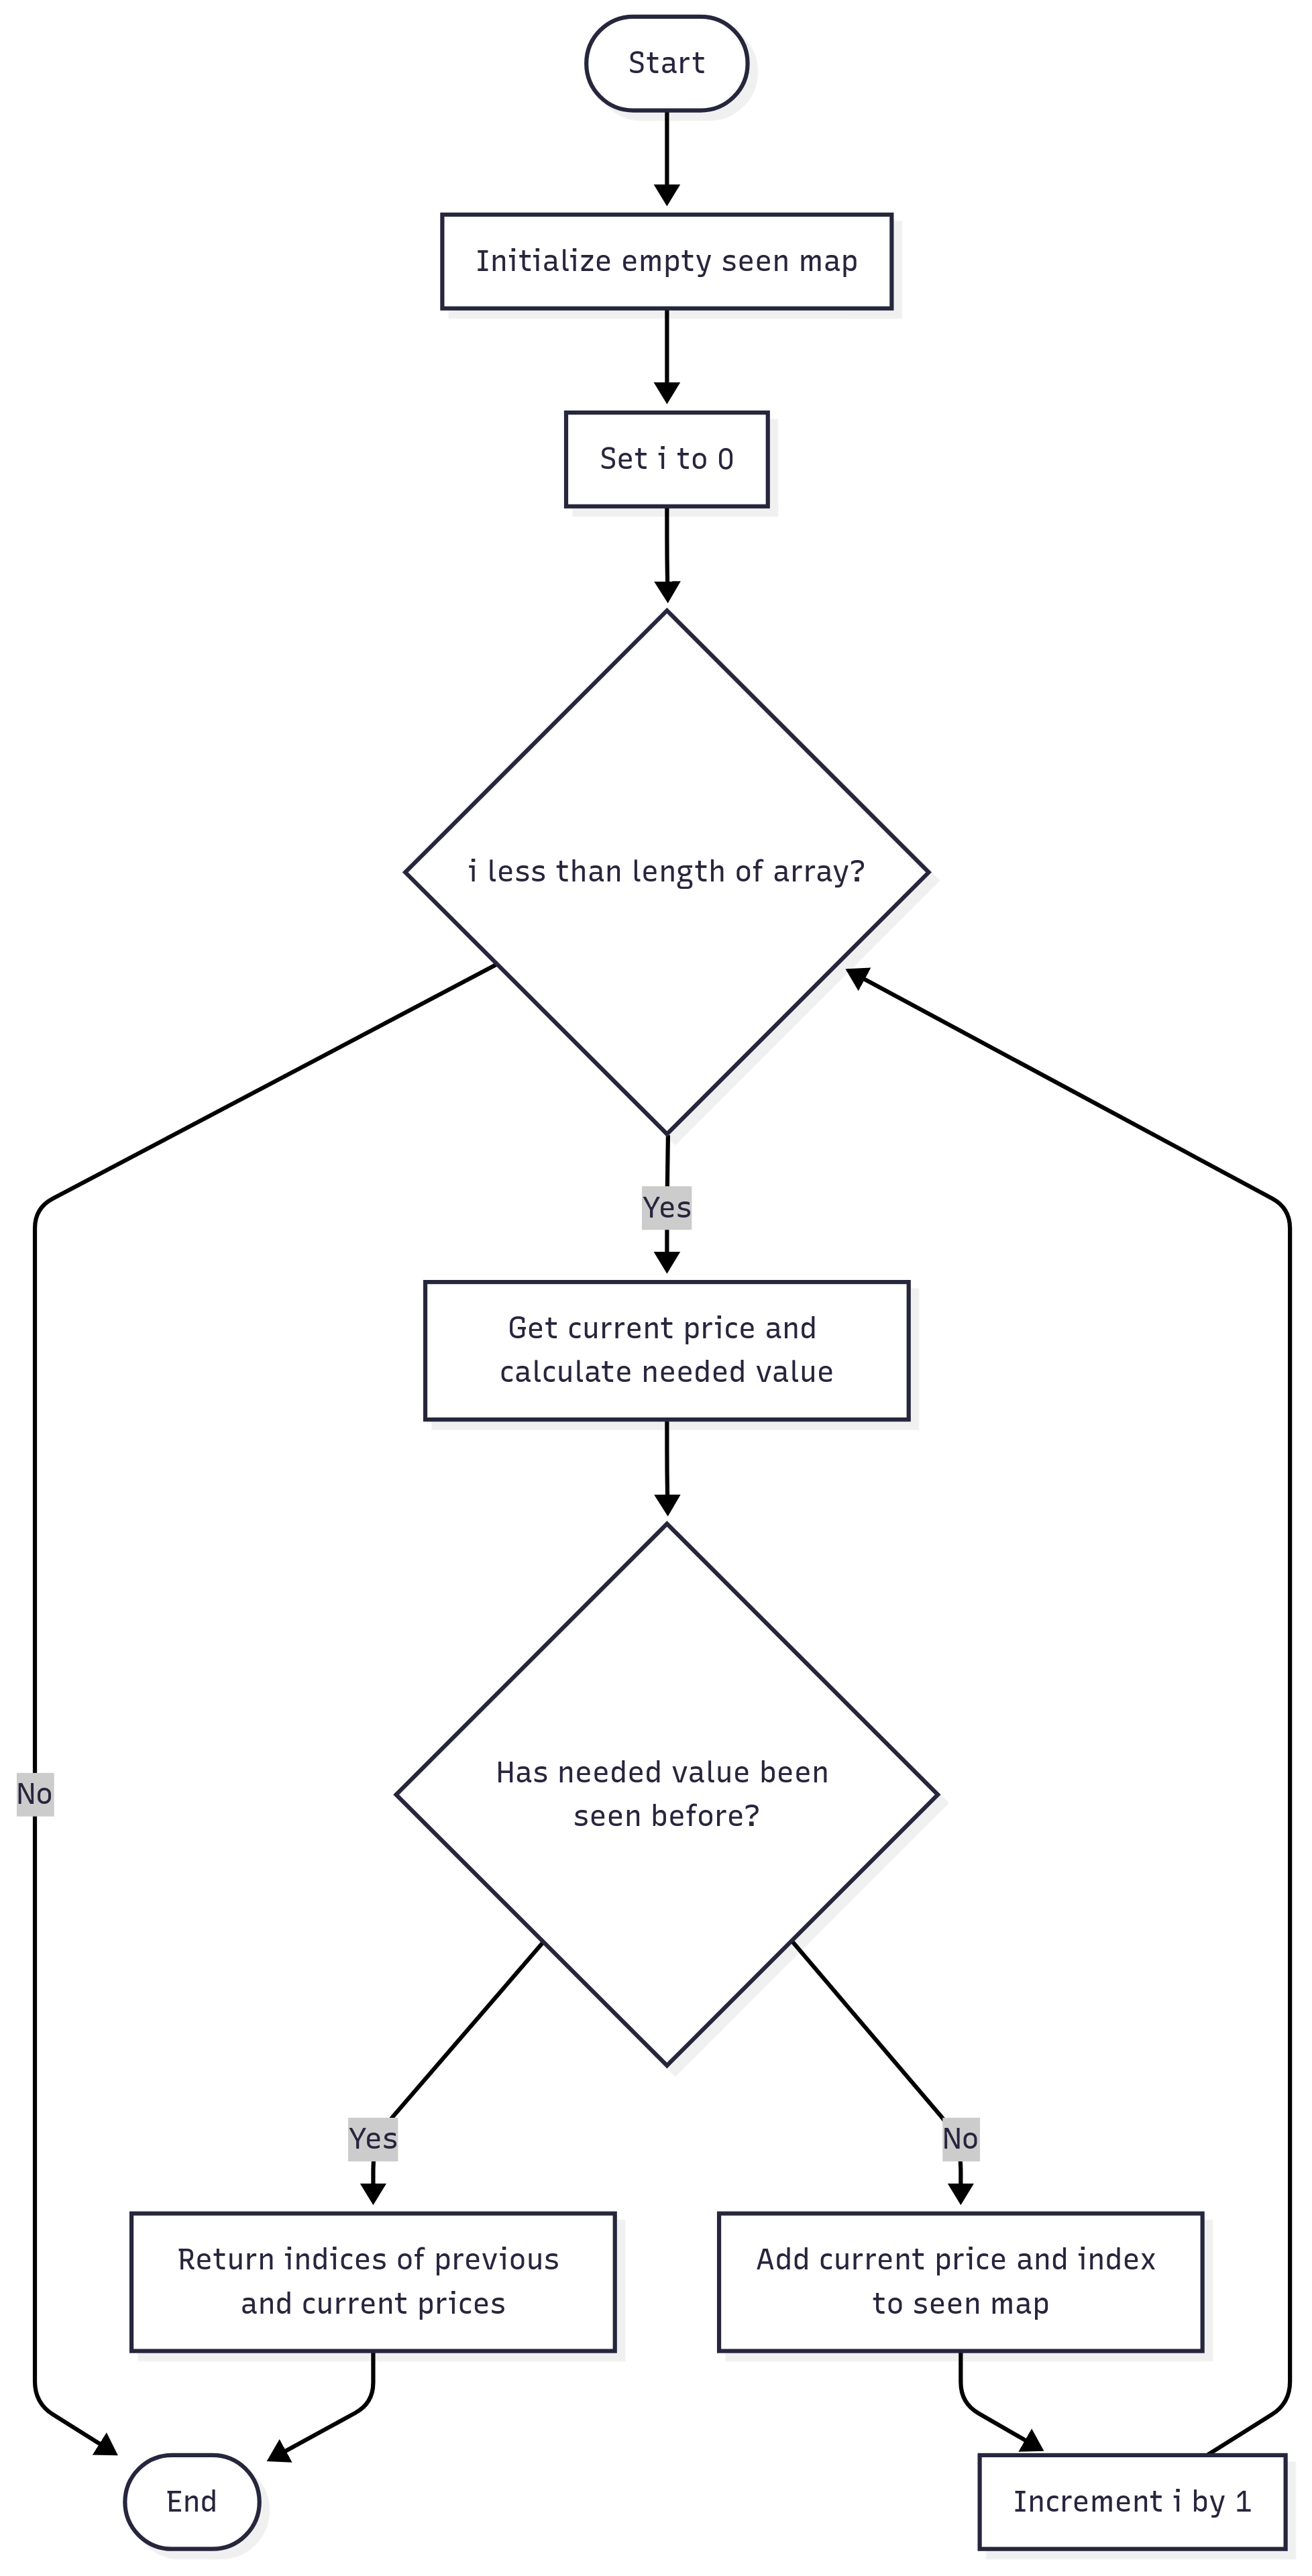 Start
Initialize empty seen map
Set i to 0
i less than length of array?
Yes
Get current price and
calculate needed value
Has needed value been
seen before?
No
Yes
No
Return indices of previous
and current prices
Add current price and index
to seen map
End
Increment i by 1